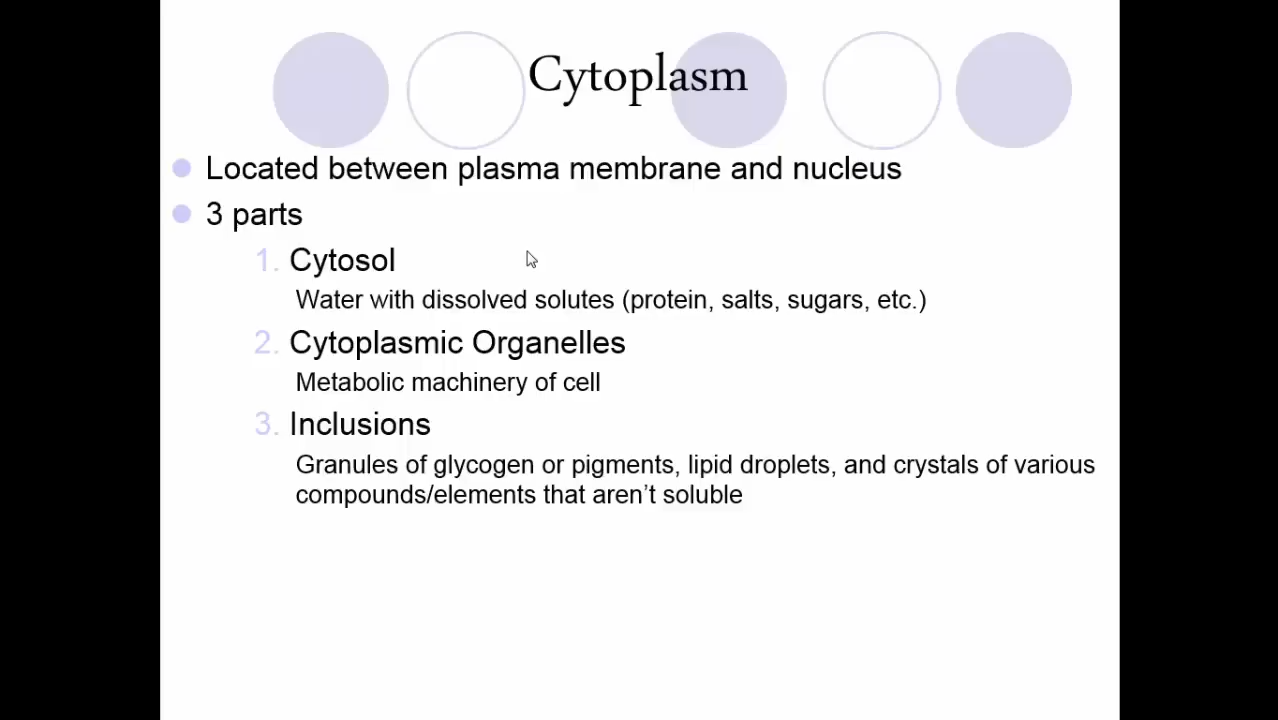 Cytoplasm
Located between plasma membrane and nucleus
3 parts
1. Cytosol
Water with dissolved solutes (protein, salts, sugars, etc.)
2. Cytoplasmic Organelles
Metabolic machinery of cell
3. Inclusions
Granules of glycogen or pigments, lipid droplets, and crystals of various
compounds/elements that aren’t soluble